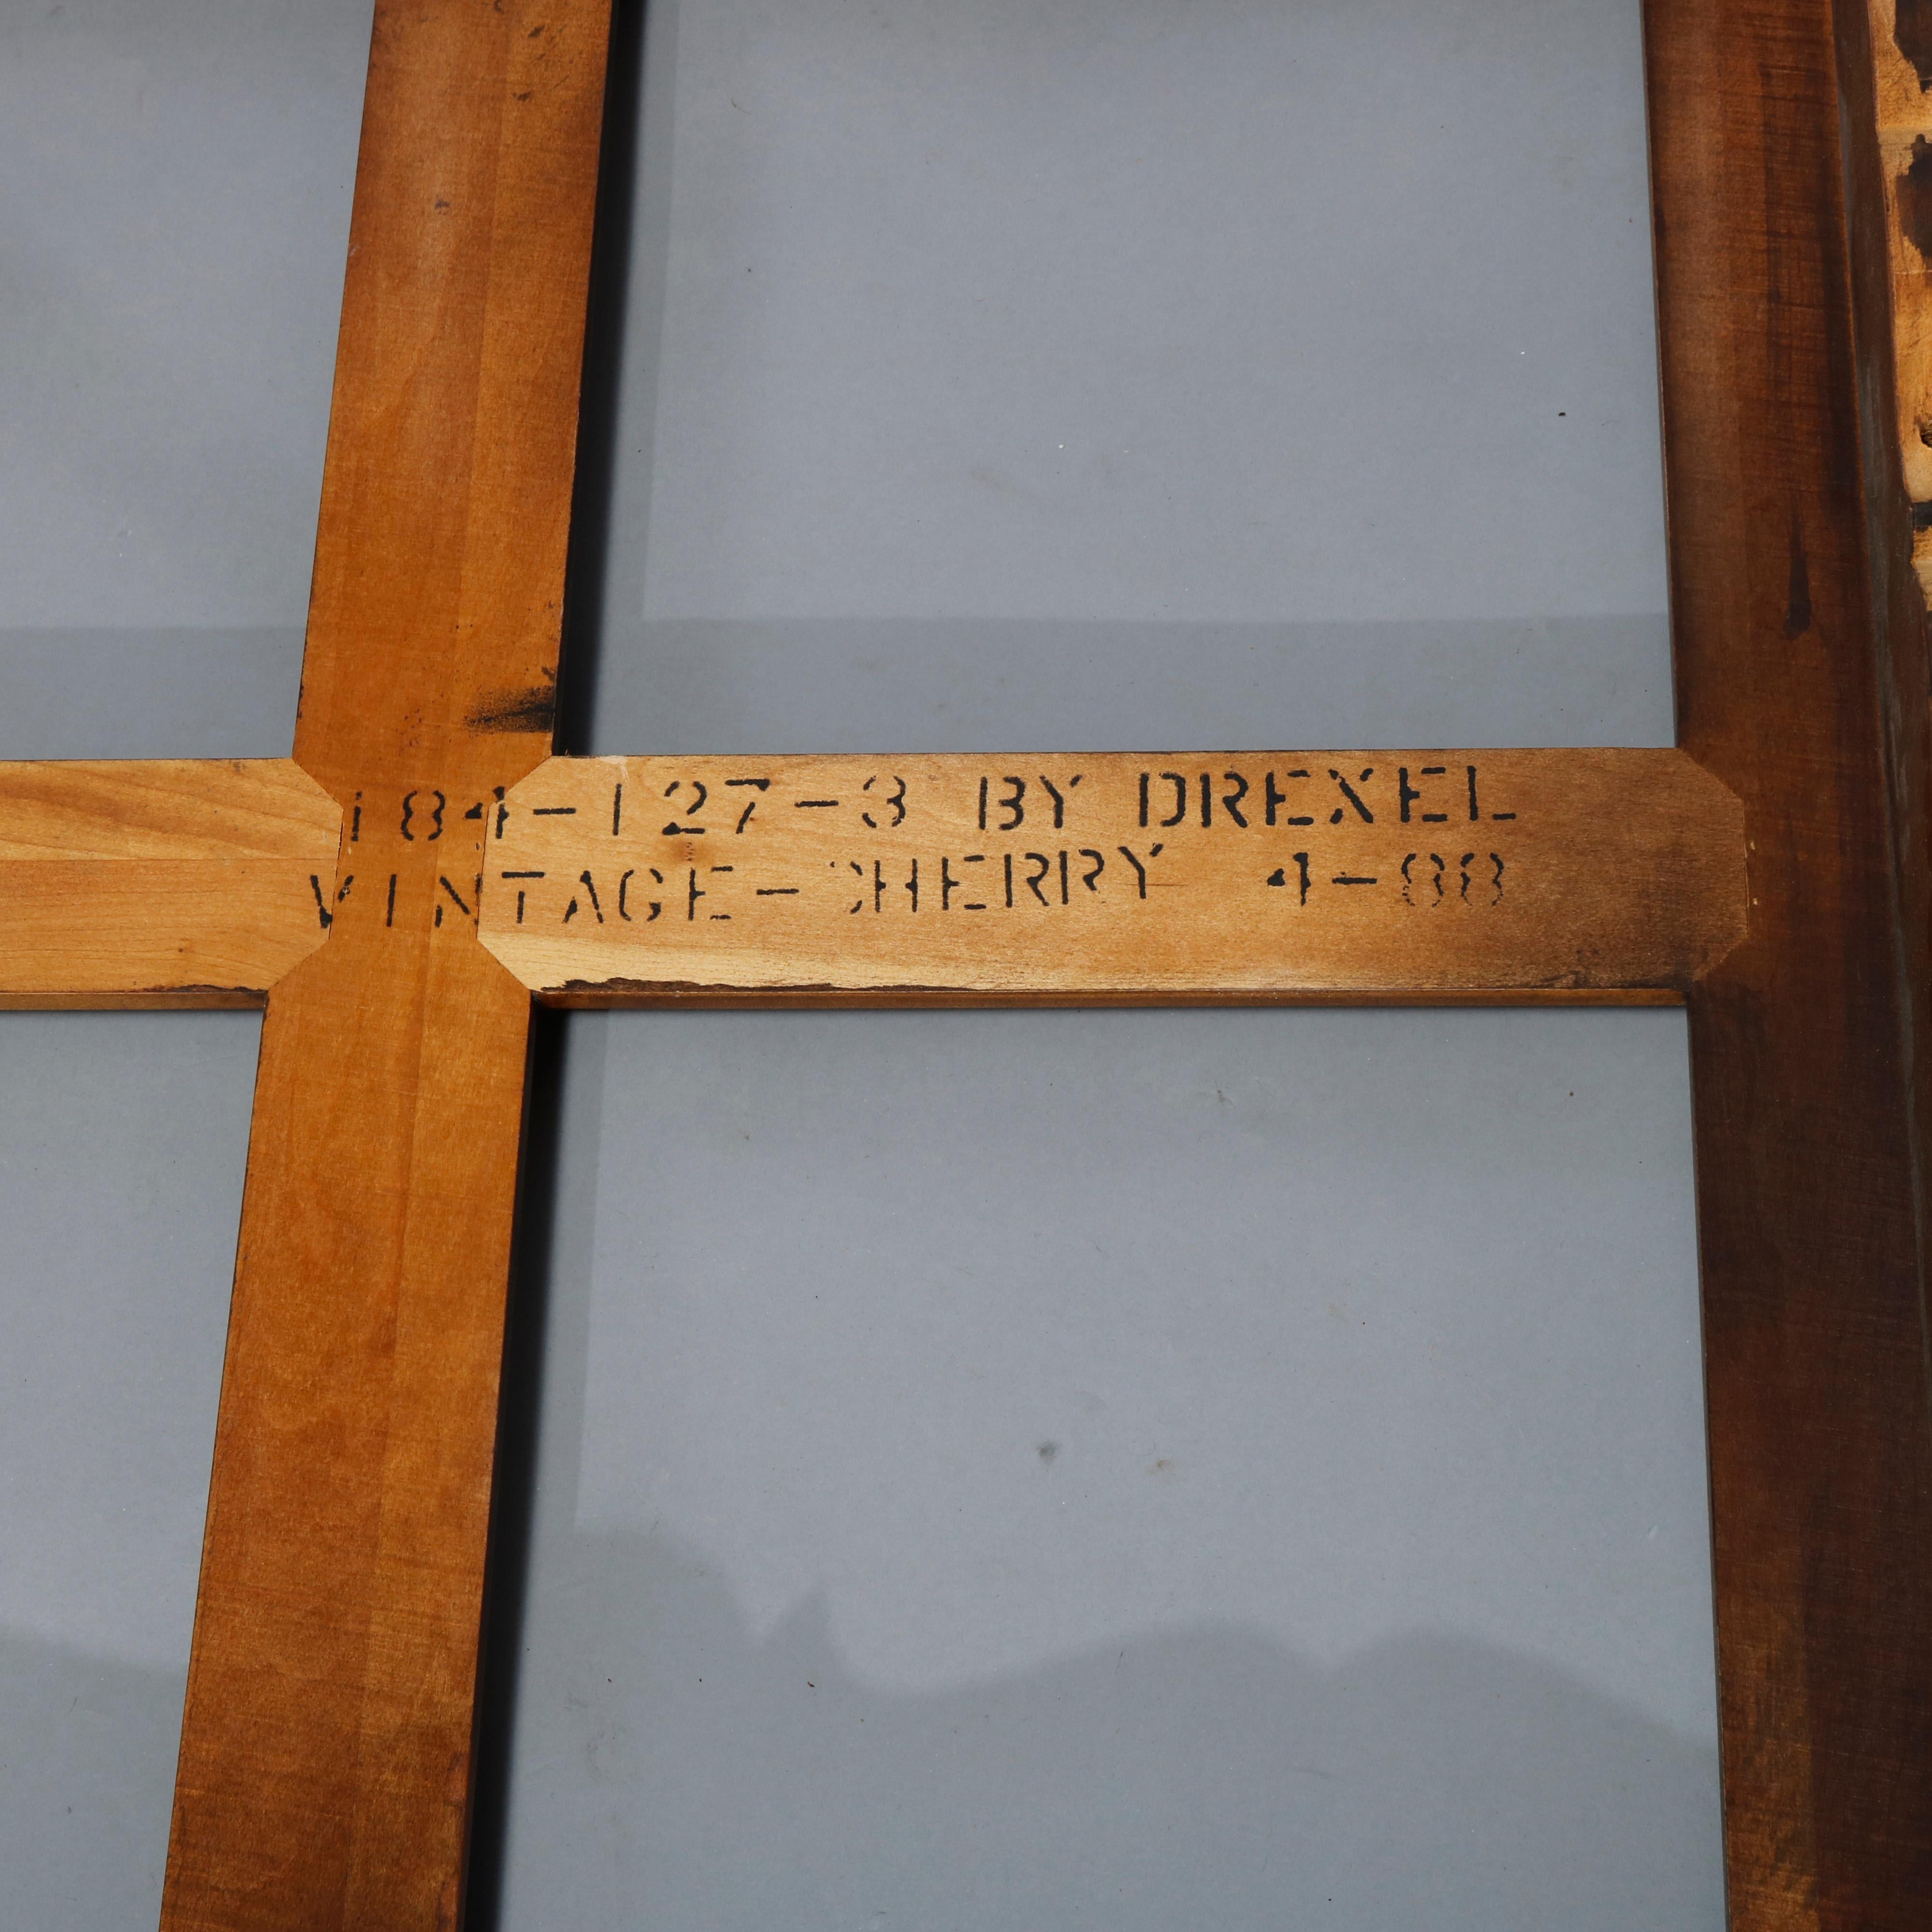 184-127-3 BY DREXEL
VINTAGE-CHERRY 4-88